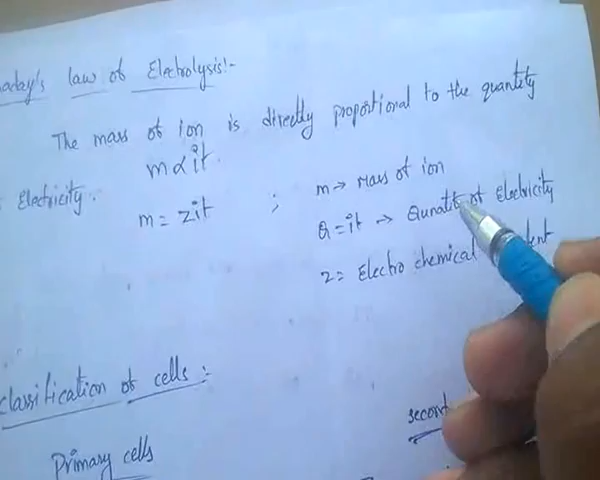 aday's law of Electrolysis:-
The mass of ion is directly proportional to the quantity
Electricity.
m ∝ it
m = zit ; m → mass of ion
Q = it → Qunatity of Electricity
z = Electro chemical
classification of cells :-
Primary cells
second